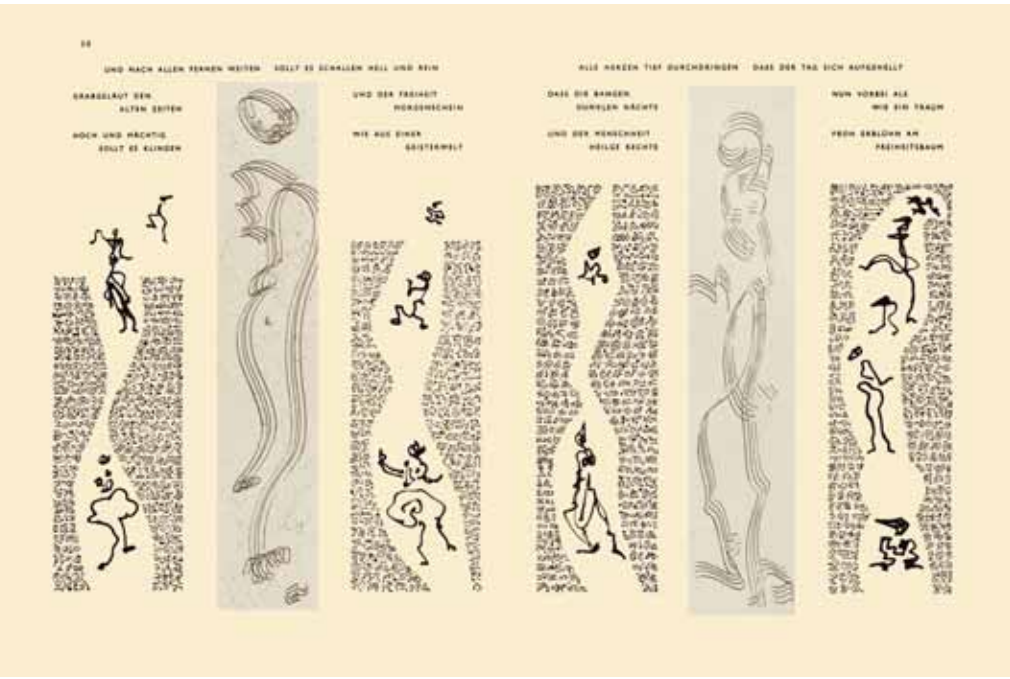 UND NACH ALLEN FERNEN WEITEN SOLLT ES SCHALLEN HELL UND REIN
GRABGELÄUT DEN
ALTEN ZEITEN
HOCH UND MÄCHTIG
SOLLT ES KLINGEN
UND DER FREIHEIT
MORGENSCHEIN
WIE AUS EINER
GEISTERWELT
ALLE HERZEN TIEF DURCHDRINGEN DASS DER TAG SICH AUFGEHELLT
DASS DIE BANGEN
DUNKLEN NÄCHTE
UND DER MENSCHHEIT
HEILGE RECHTE
NUN VORBEI ALS
WIE EIN TRAUM
FROH ERBLÜHN AM
FREIHEITSBAUM